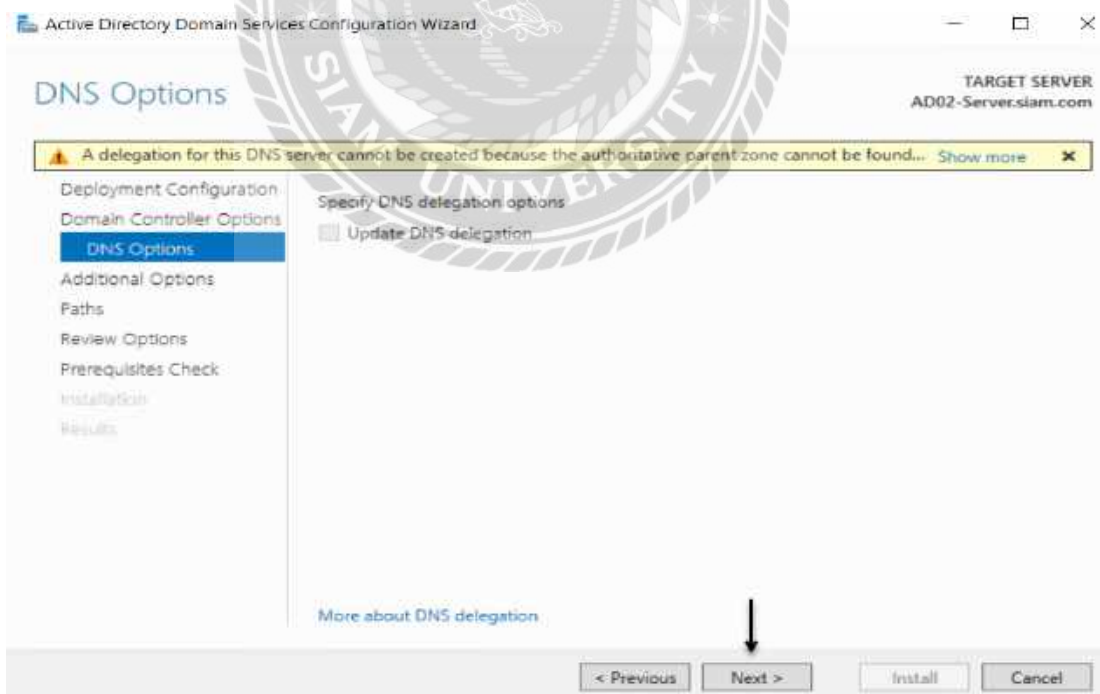 Active Directory Domain Services Configuration Wizard
DNS Options
TARGET SERVER
AD02-Server.siam.com
A delegation for this DNS server cannot be created because the authoritative parent zone cannot be found... Show more
Deployment Configuration
Domain Controller Options
DNS Options
Additional Options
Paths
Review Options
Prerequisites Check
Installation
Results
Specify DNS delegation options
Update DNS delegation
More about DNS delegation
< Previous
Next >
Install
Cancel
SIAM UNIVERSITY